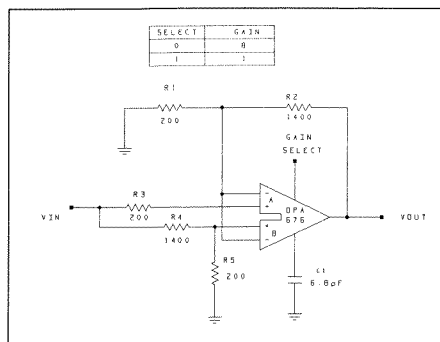 SELECT GAIN
0 8
1 1
R1
200
R2
1400
GAIN
SELECT
R3
200
VIN
R4
1400
- A +
OPA
676
+ B -
VOUT
R5
200
C1
6.8pF